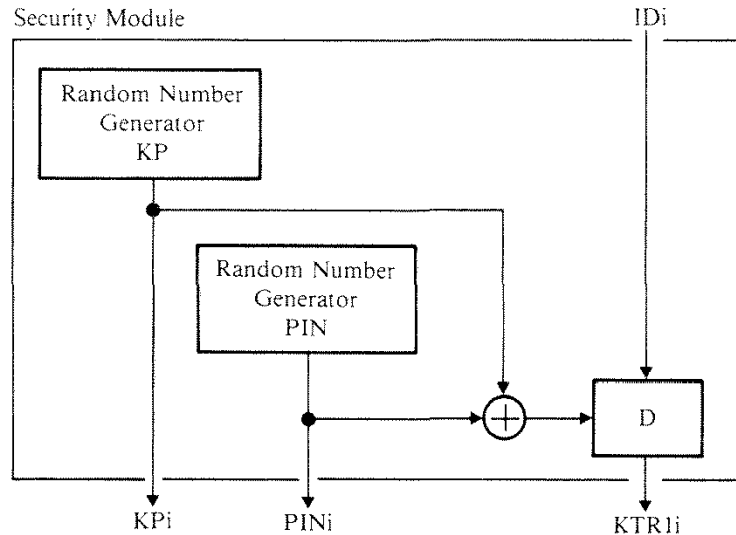 Security Module
IDi
Random Number
Generator
KP
Random Number
Generator
PIN
D
KPi
PINi
KTR1i